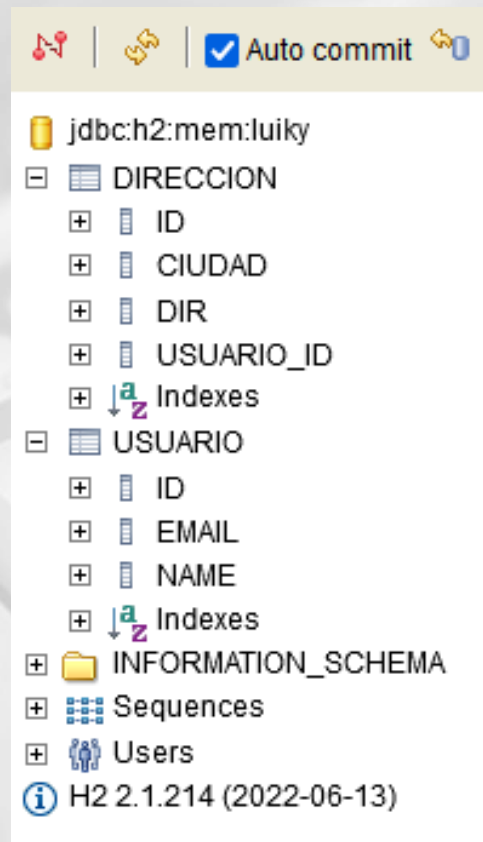 Auto commit
jdbc:h2:mem:luiky
DIRECCION
ID
CIUDAD
DIR
USUARIO_ID
Indexes
USUARIO
ID
EMAIL
NAME
Indexes
INFORMATION_SCHEMA
Sequences
Users
H2 2.1.214 (2022-06-13)